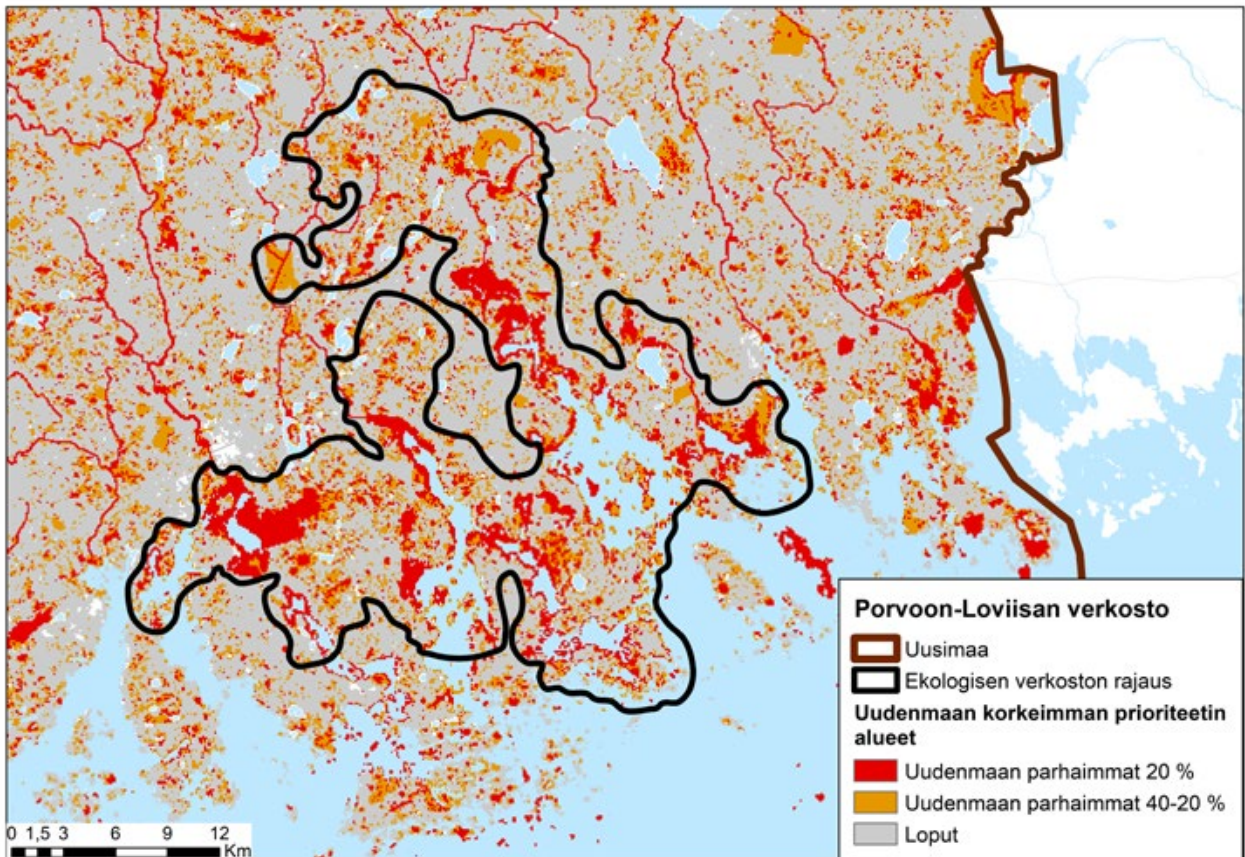 Porvoon-Loviisan verkosto
Uusimaa
Ekologisen verkoston rajaus
Uudenmaan korkeimman prioriteetin
alueet
Uudenmaan parhaimmat 20 %
Uudenmaan parhaimmat 40-20 %
Loput
0 1,5 3 6 9 12
Km